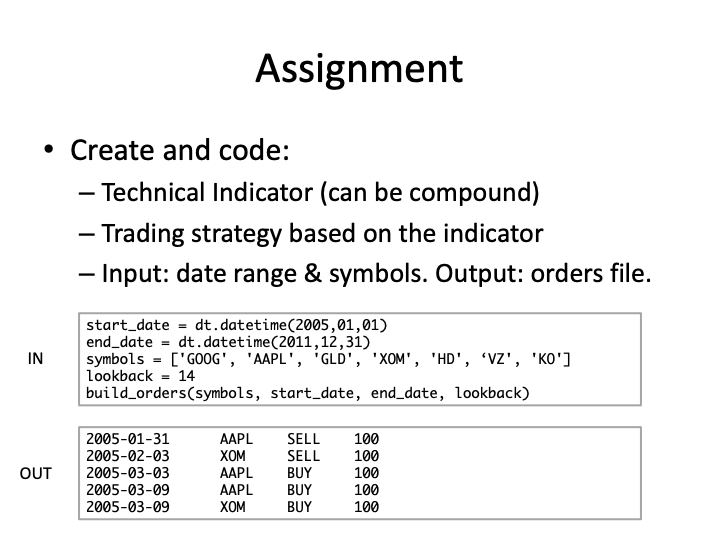 Assignment
• Create and code:
– Technical Indicator (can be compound)
– Trading strategy based on the indicator
– Input: date range & symbols. Output: orders file.
IN
start_date = dt.datetime(2005,01,01)
end_date = dt.datetime(2011,12,31)
symbols = ['GOOG', 'AAPL', 'GLD', 'XOM', 'HD', ‘VZ', 'KO']
lookback = 14
build_orders(symbols, start_date, end_date, lookback)
OUT
2005-01-31 AAPL SELL 100
2005-02-03 XOM SELL 100
2005-03-03 AAPL BUY 100
2005-03-09 AAPL BUY 100
2005-03-09 XOM BUY 100